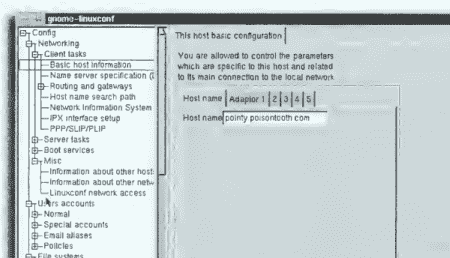 gnome-linuxconf
Config
Networking
Client tasks
Basic host information
Name server specification (D
Routing and gateways
Host name search path
Network Information System
IPX interface setup
PPP/SLIP/PLIP
Server tasks
Boot services
Misc
Information about other host
Information about other netw
Linuxconf network access
Users accounts
Normal
Special accounts
Email aliases
Policies
File systems
This host basic configuration
You are allowed to control the parameters
which are specific to this host and related
to its main connection to the local network
Host name Adaptor 1 2 3 4 5
Host name pointy.poisontooth.com